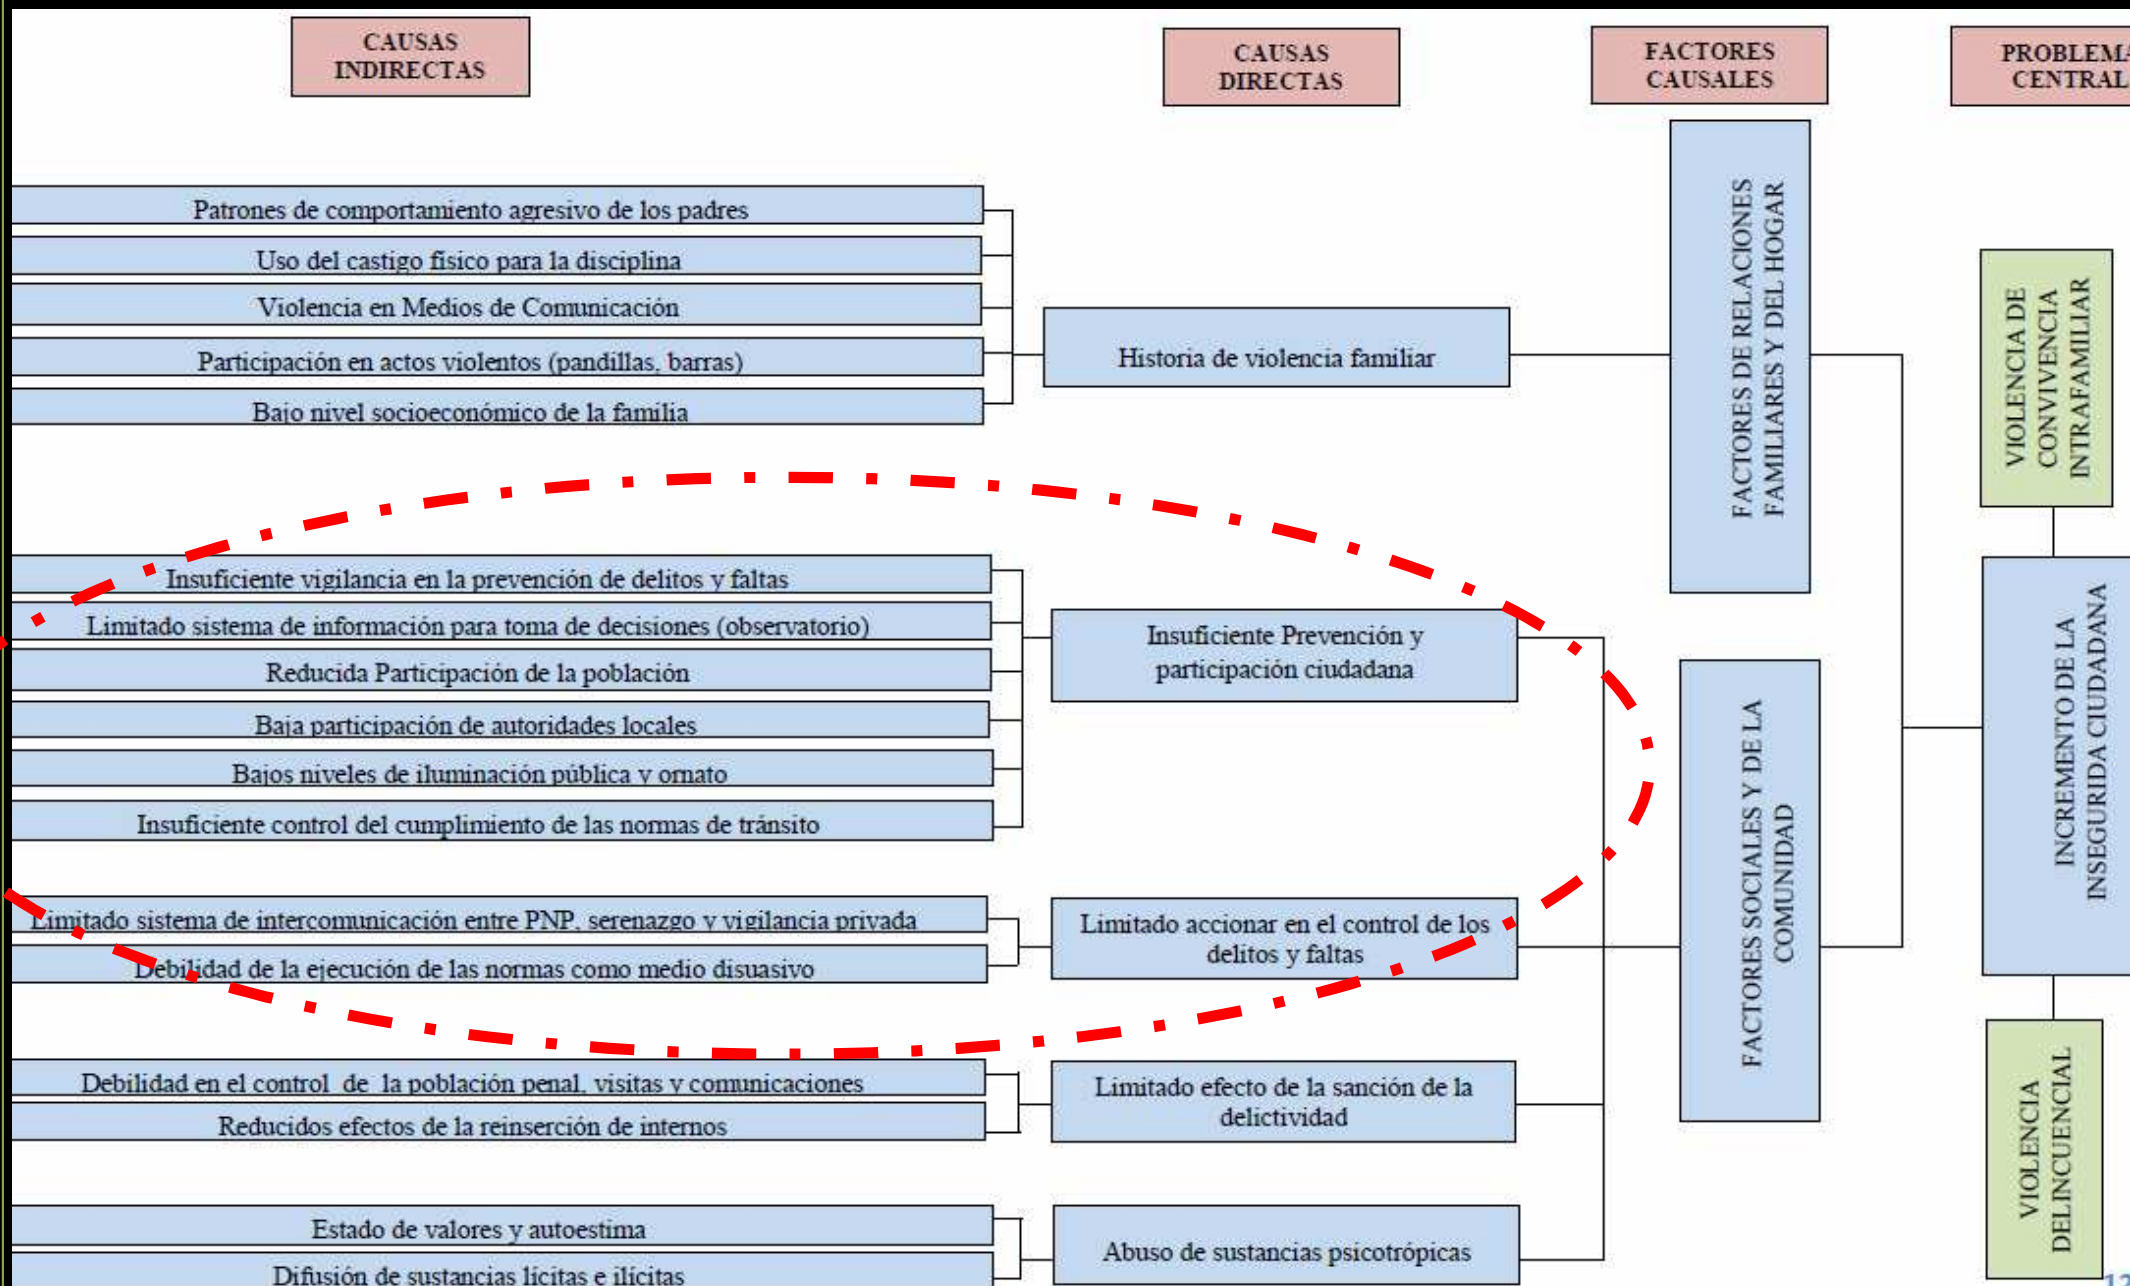 CAUSAS
INDIRECTAS
CAUSAS
DIRECTAS
FACTORES
CAUSALES
PROBLEMA
CENTRAL
Patrones de comportamiento agresivo de los padres
Uso del castigo físico para la disciplina
Violencia en Medios de Comunicación
Participación en actos violentos (pandillas, barras)
Bajo nivel socioeconómico de la familia
Historia de violencia familiar
FACTORES DE RELACIONES
FAMILIARES Y DEL HOGAR
VIOLENCIA DE
CONVIVENCIA
INTRAFAMILIAR
Insuficiente vigilancia en la prevención de delitos y faltas
Limitado sistema de información para toma de decisiones (observatorio)
Reducida Participación de la población
Baja participación de autoridades locales
Bajos niveles de iluminación pública y ornato
Insuficiente control del cumplimiento de las normas de tránsito
Insuficiente Prevención y
participación ciudadana
Limitado sistema de intercomunicación entre PNP, serenazgo y vigilancia privada
Debilidad de la ejecución de las normas como medio disuasivo
Limitado accionar en el control de los
delitos y faltas
FACTORES SOCIALES Y DE LA
COMUNIDAD
INCREMENTO DE LA
INSEGURIDA CIUDADANA
Debilidad en el control de la población penal, visitas y comunicaciones
Reducidos efectos de la reinserción de internos
Limitado efecto de la sanción de la
delictividad
VIOLENCIA
DELINCUENCIAL
Estado de valores y autoestima
Difusión de sustancias lícitas e ilícitas
Abuso de sustancias psicotrópicas
12